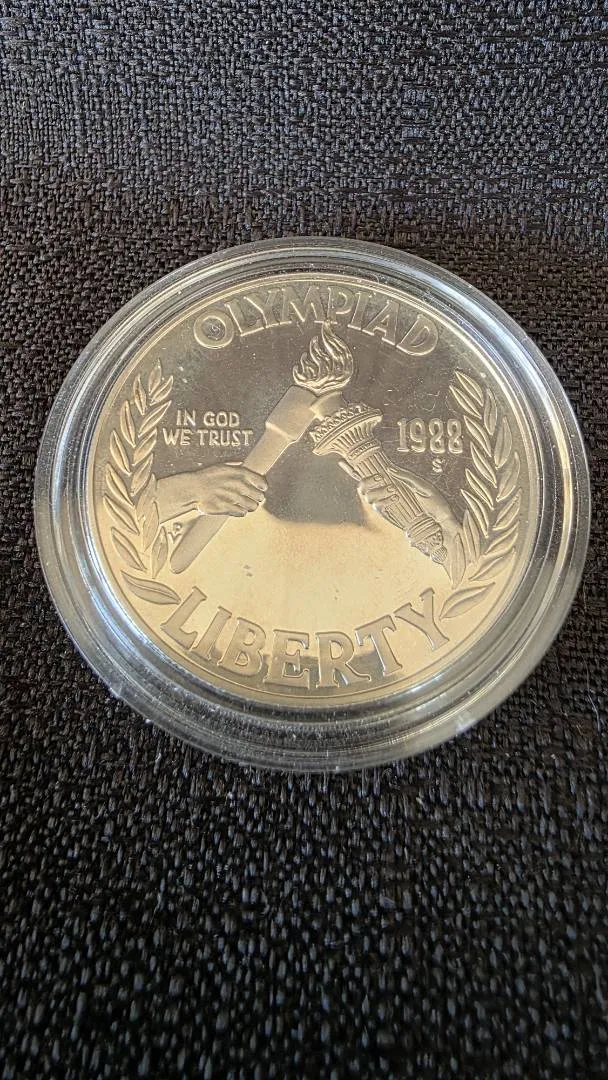 OLYMPIAD
IN GOD
WE TRUST
1988
S
LIBERTY